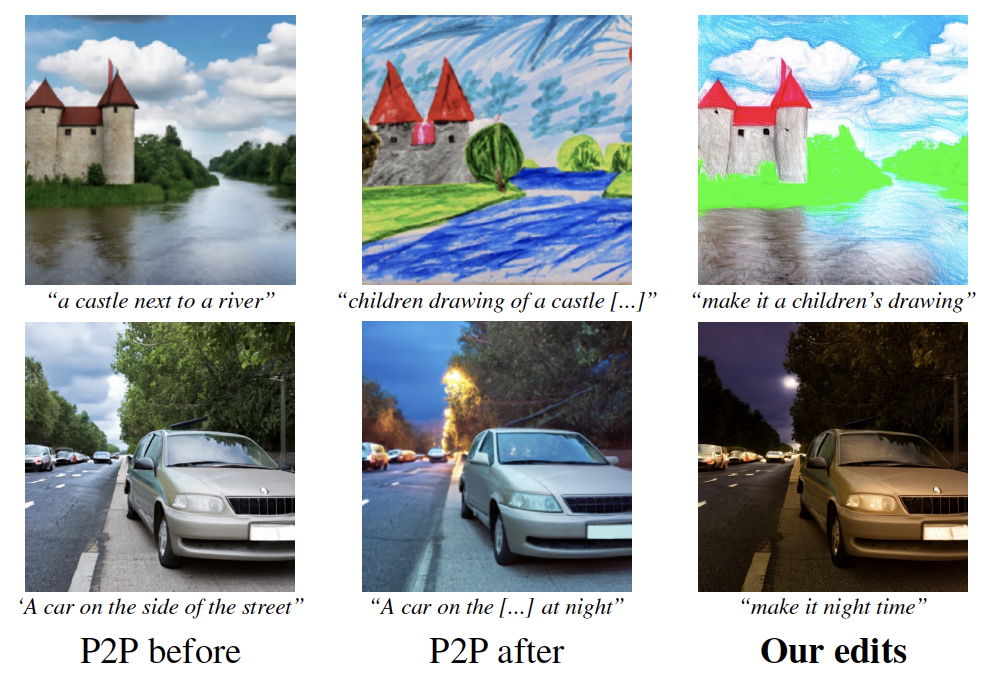 “a castle next to a river”
“children drawing of a castle [...]”
“make it a children’s drawing”
‘A car on the side of the street”
“A car on the [...] at night”
“make it night time”
P2P before
P2P after
Our edits